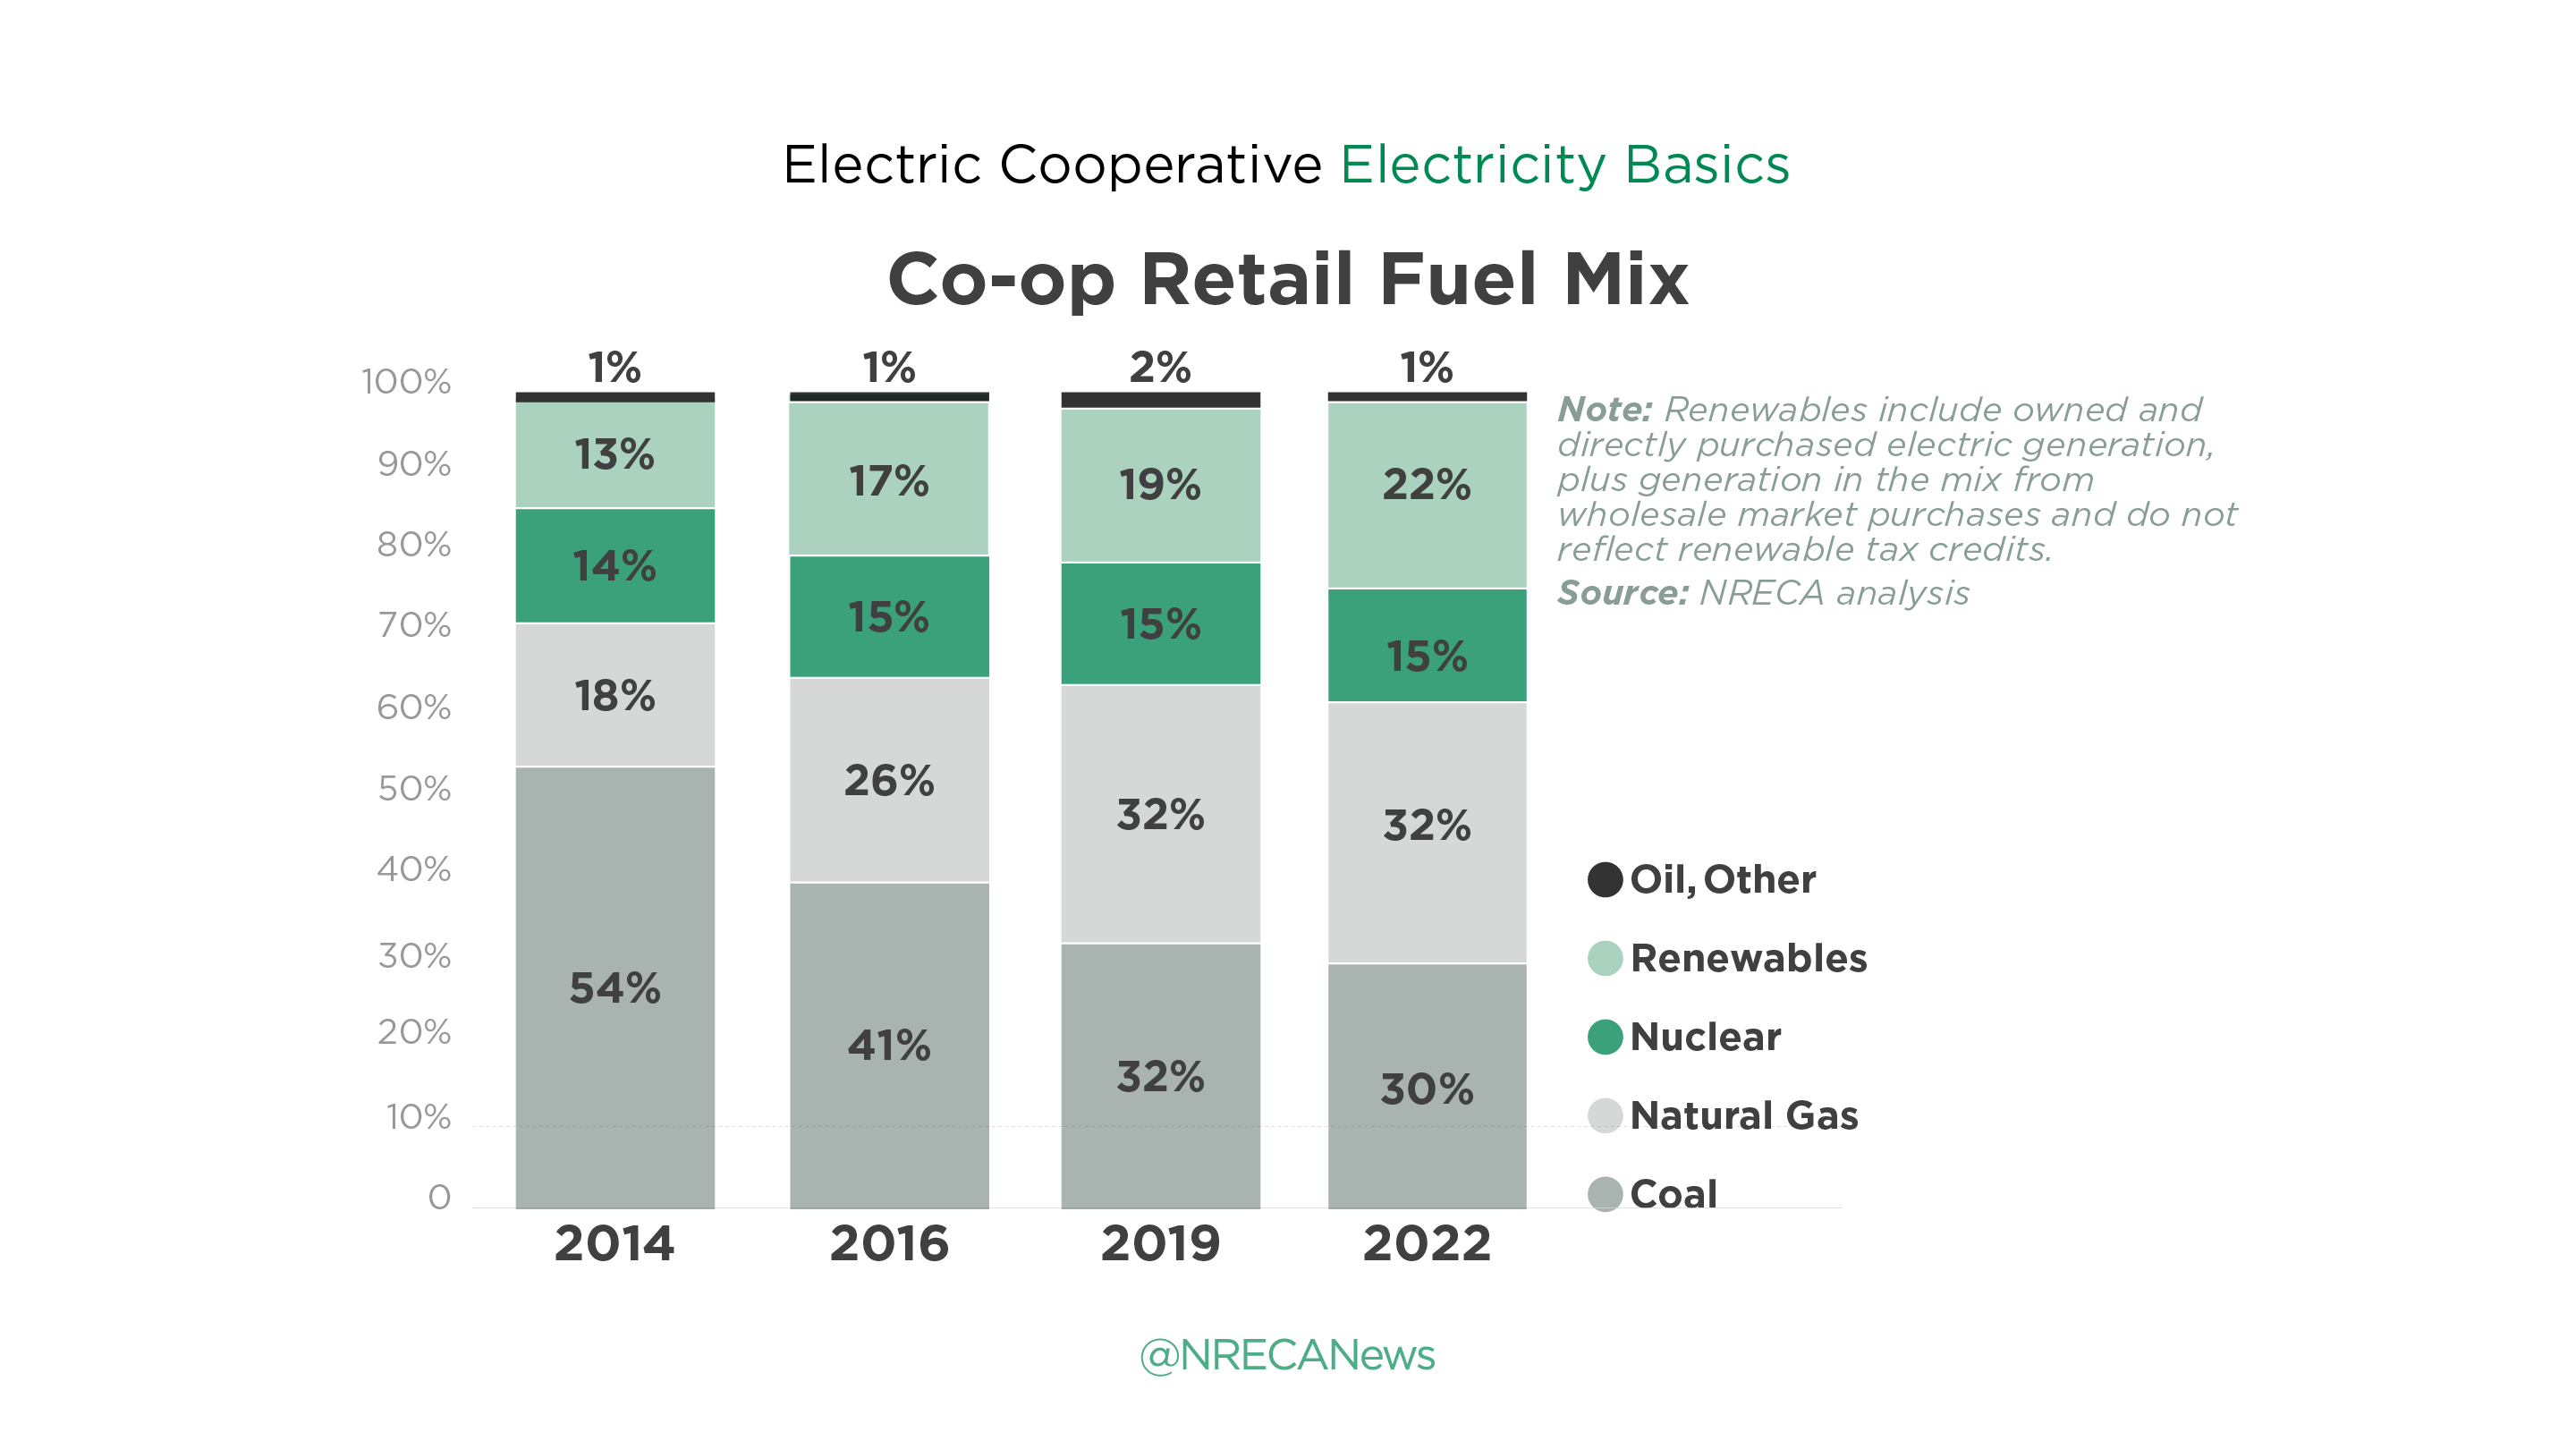 Electric Cooperative Electricity Basics
Co-op Retail Fuel Mix
1% 1% 2% 1%
100%
90%
80%
70%
60%
50%
40%
30%
20%
10%
0
13% 17% 19% 22%
14% 15% 15% 15%
18% 26% 32% 32%
54% 41% 32% 30%
2014 2016 2019 2022
Note: Renewables include owned and
directly purchased electric generation,
plus generation in the mix from
wholesale market purchases and do not
reflect renewable tax credits.
Source: NRECA analysis
Oil, Other
Renewables
Nuclear
Natural Gas
Coal
@NRECANews